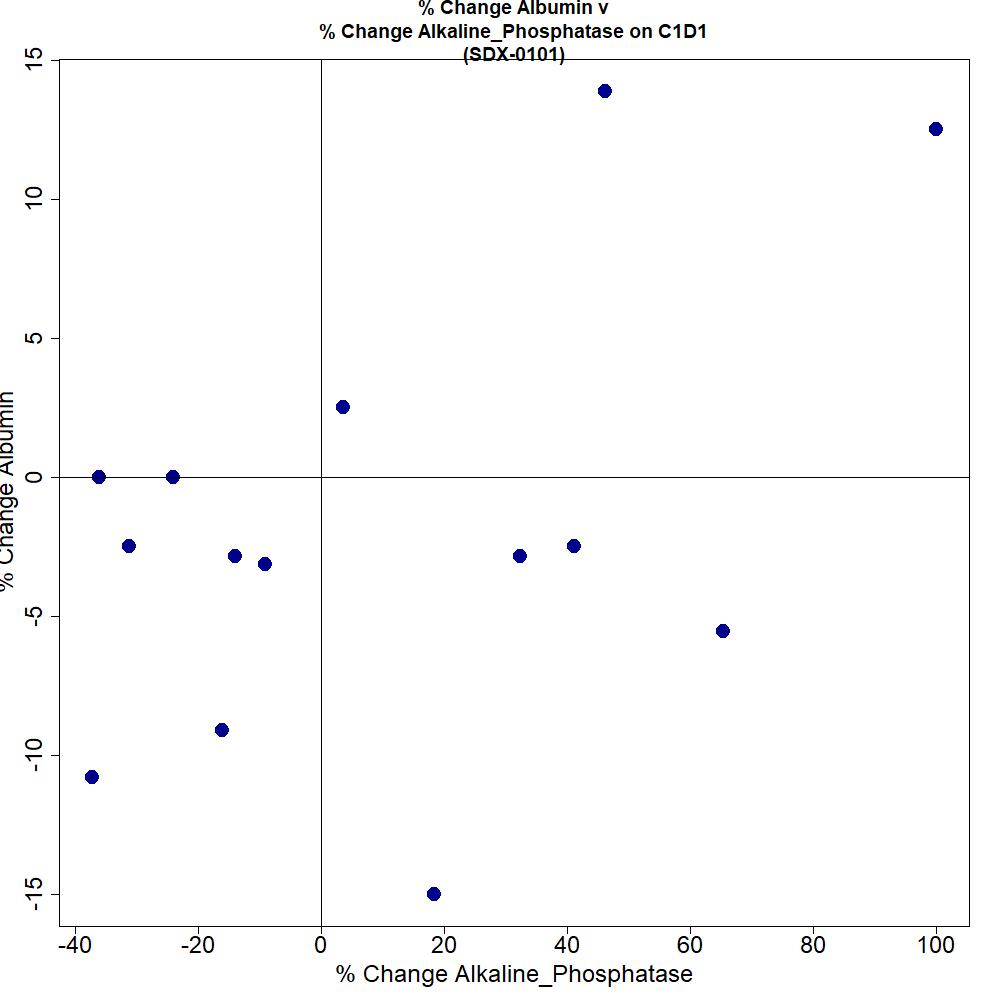 % Change Albumin v
% Change Alkaline_Phosphatase on C1D1
(SDX-0101)
15
10
5
0
-5
-10
-15
% Change Albumin
-40 -20 0 20 40 60 80 100
% Change Alkaline_Phosphatase